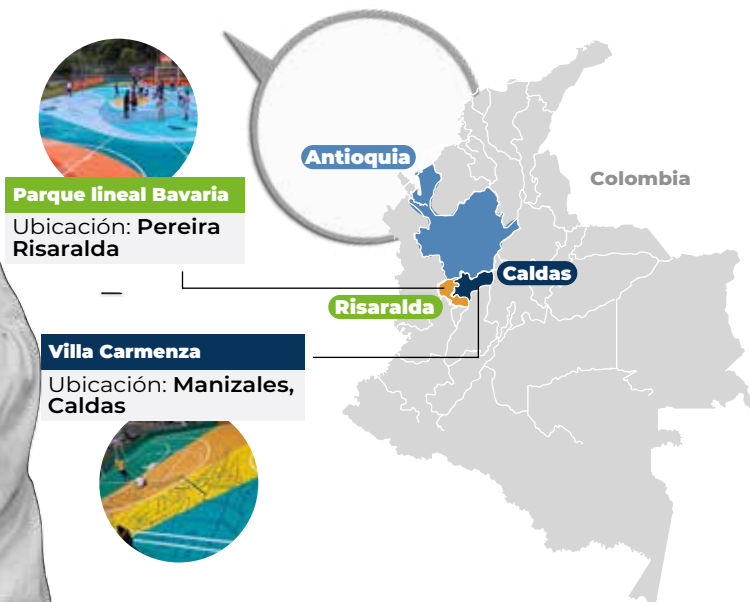 Antioquia
Colombia
Parque lineal Bavaria
Ubicación: Pereira
Risaralda
Caldas
Risaralda
Villa Carmenza
Ubicación: Manizales,
Caldas